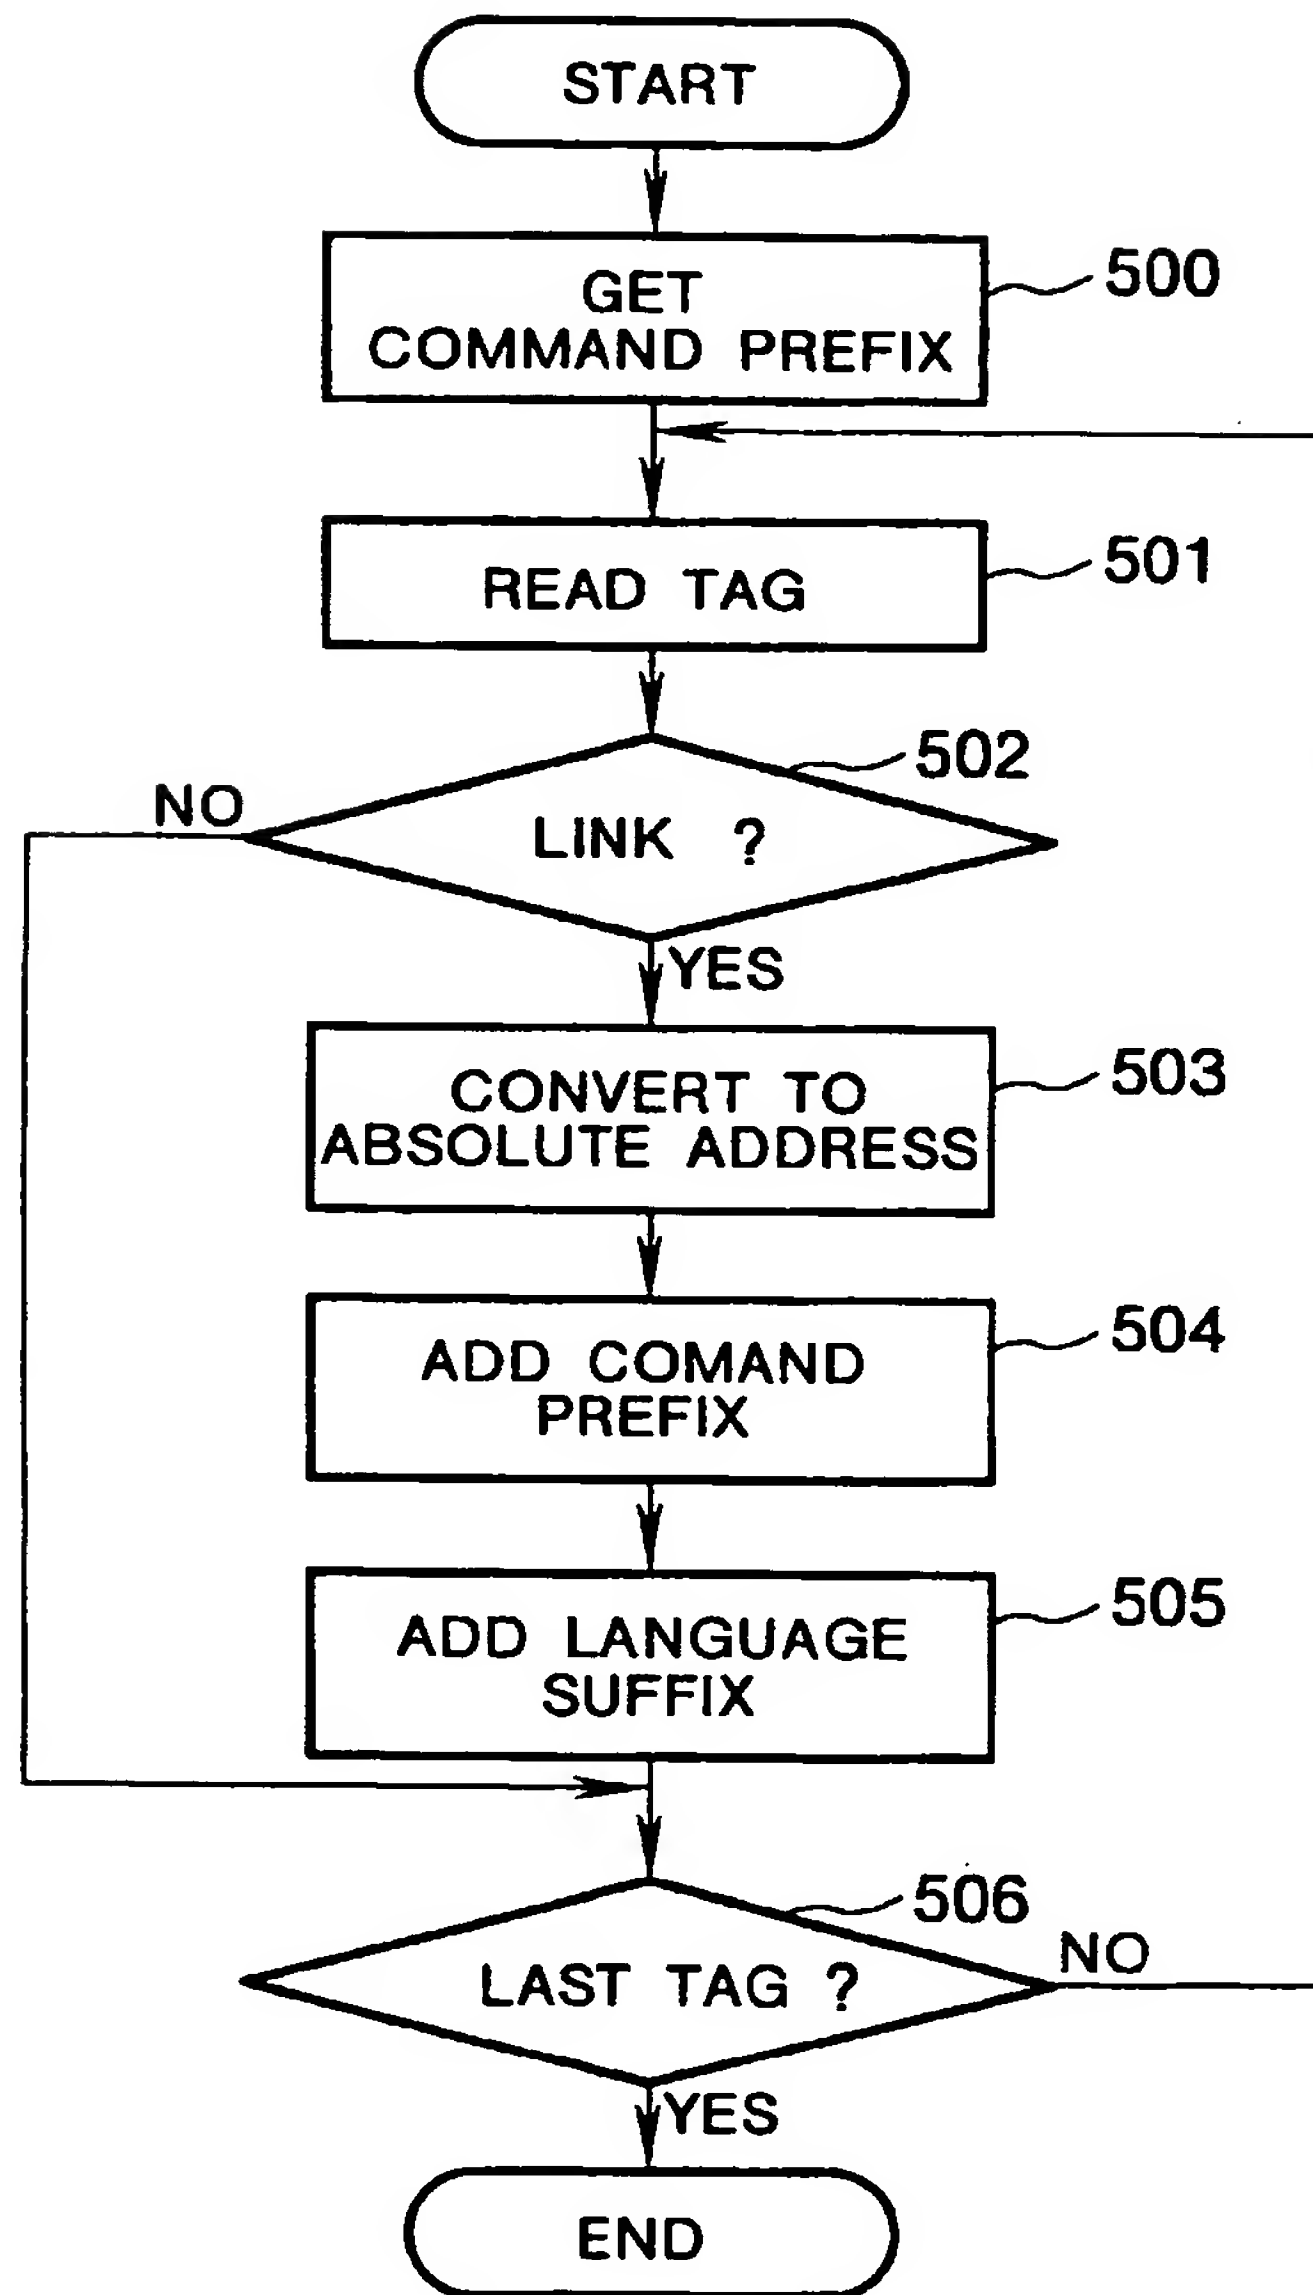 START
GET
COMMAND PREFIX
500
READ TAG
501
502
NO
LINK ?
YES
CONVERT TO
ABSOLUTE ADDRESS
503
ADD COMAND
PREFIX
504
ADD LANGUAGE
SUFFIX
505
506
LAST TAG ?
NO
YES
END